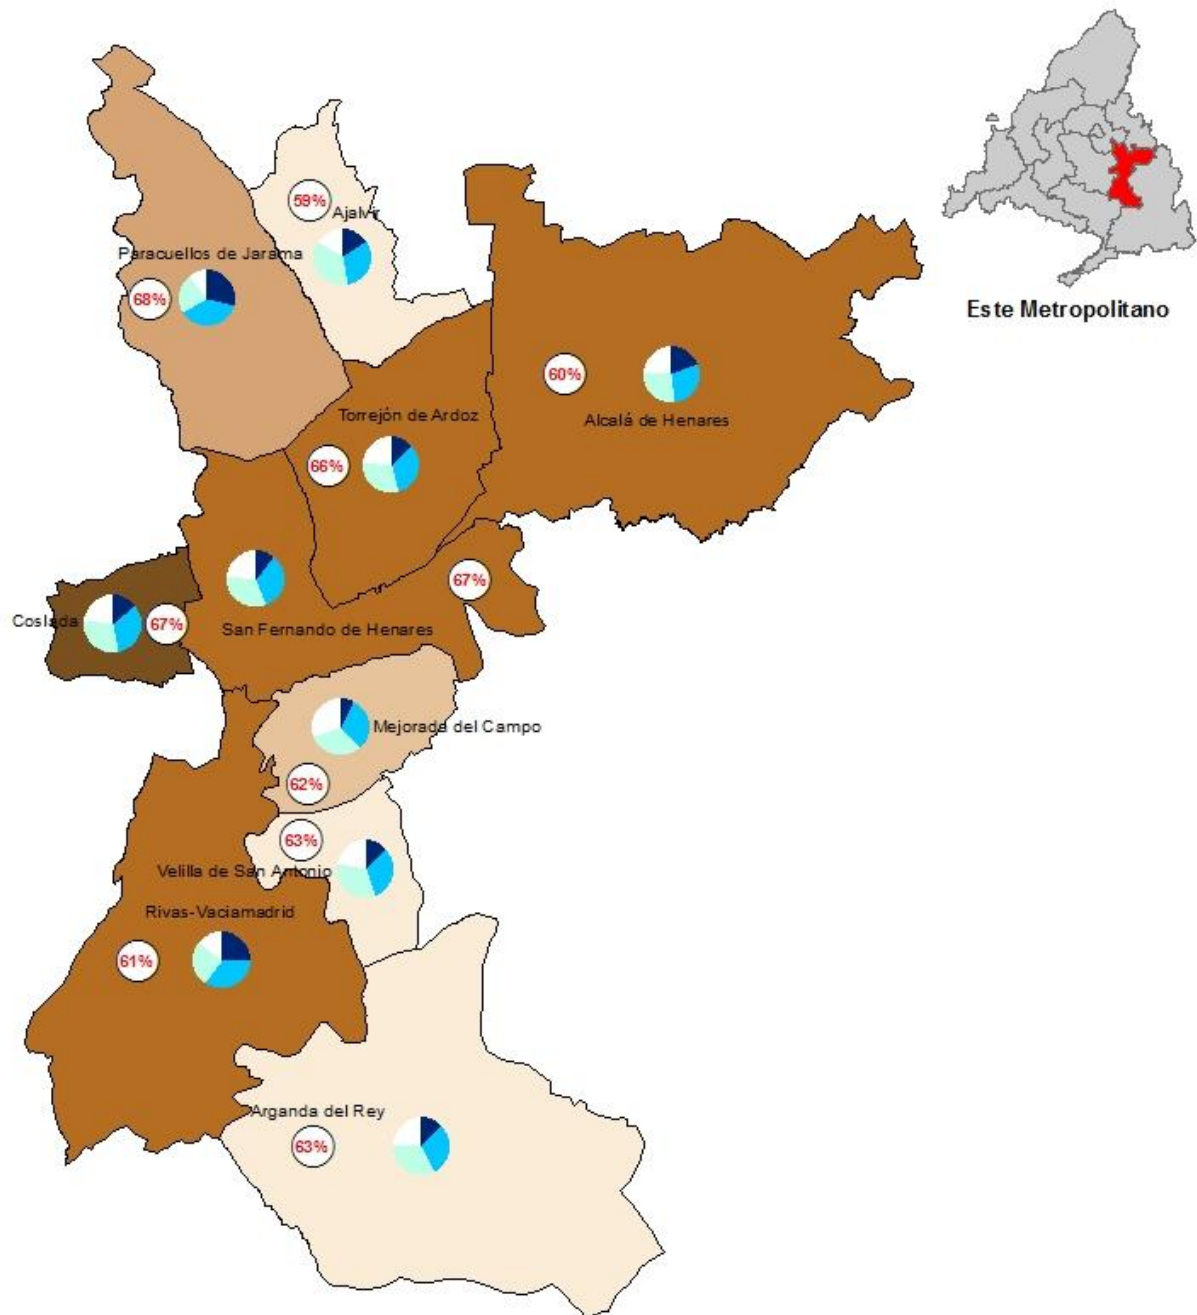 59%
Ajalvir
Paracuellos de Jarama
68%
Este Metropolitano
60%
Torrejón de Ardoz
Alcalá de Henares
66%
67%
Coslada
67%
San Fernando de Henares
Mejorada del Campo
62%
63%
Velilla de San Antonio
Rivas-Vaciamadrid
61%
Arganda del Rey
63%